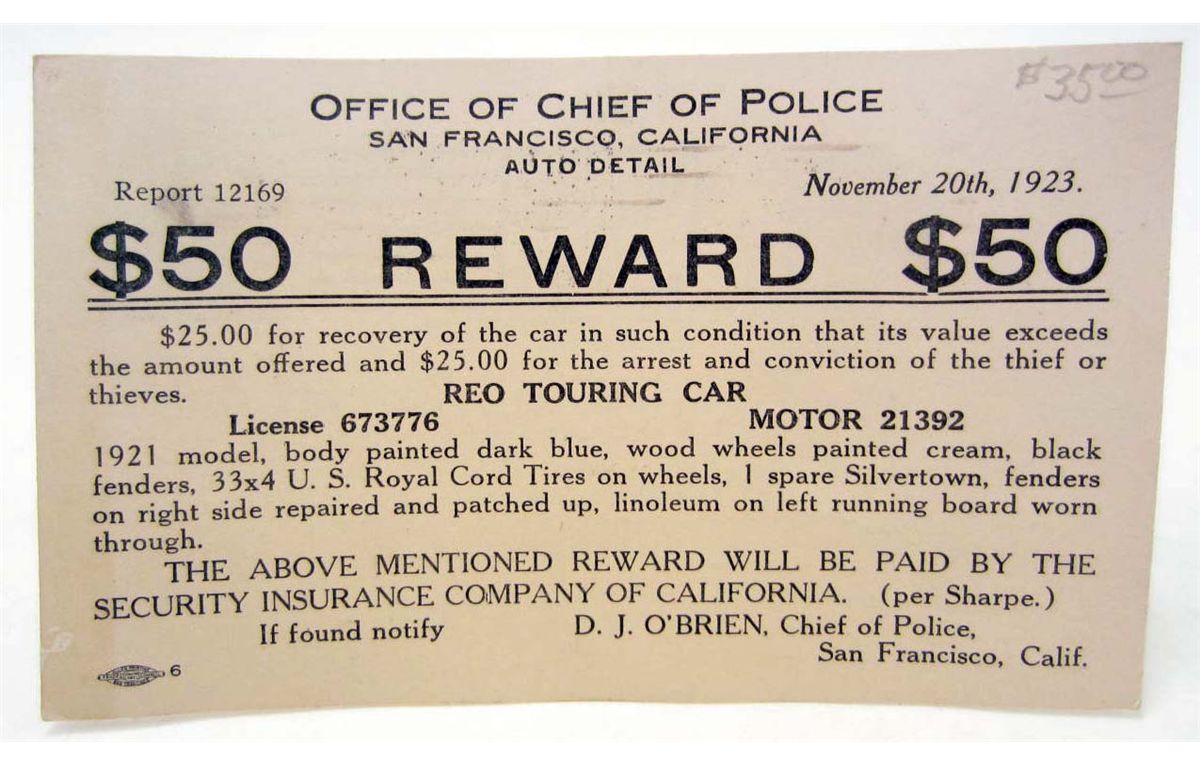 $35.00
OFFICE OF CHIEF OF POLICE
SAN FRANCISCO, CALIFORNIA
AUTO DETAIL
Report 12169
November 20th, 1923.
$50 REWARD $50
$25.00 for recovery of the car in such condition that its value exceeds
the amount offered and $25.00 for the arrest and conviction of the thief or
thieves.
REO TOURING CAR
License 673776
MOTOR 21392
1921 model, body painted dark blue, wood wheels painted cream, black
fenders, 33x4 U. S. Royal Cord Tires on wheels, 1 spare Silvertown, fenders
on right side repaired and patched up, linoleum on left running board worn
through.
THE ABOVE MENTIONED REWARD WILL BE PAID BY THE
SECURITY INSURANCE COMPANY OF CALIFORNIA. (per Sharpe.)
If found notify
D. J. O'BRIEN, Chief of Police,
San Francisco, Calif.
6